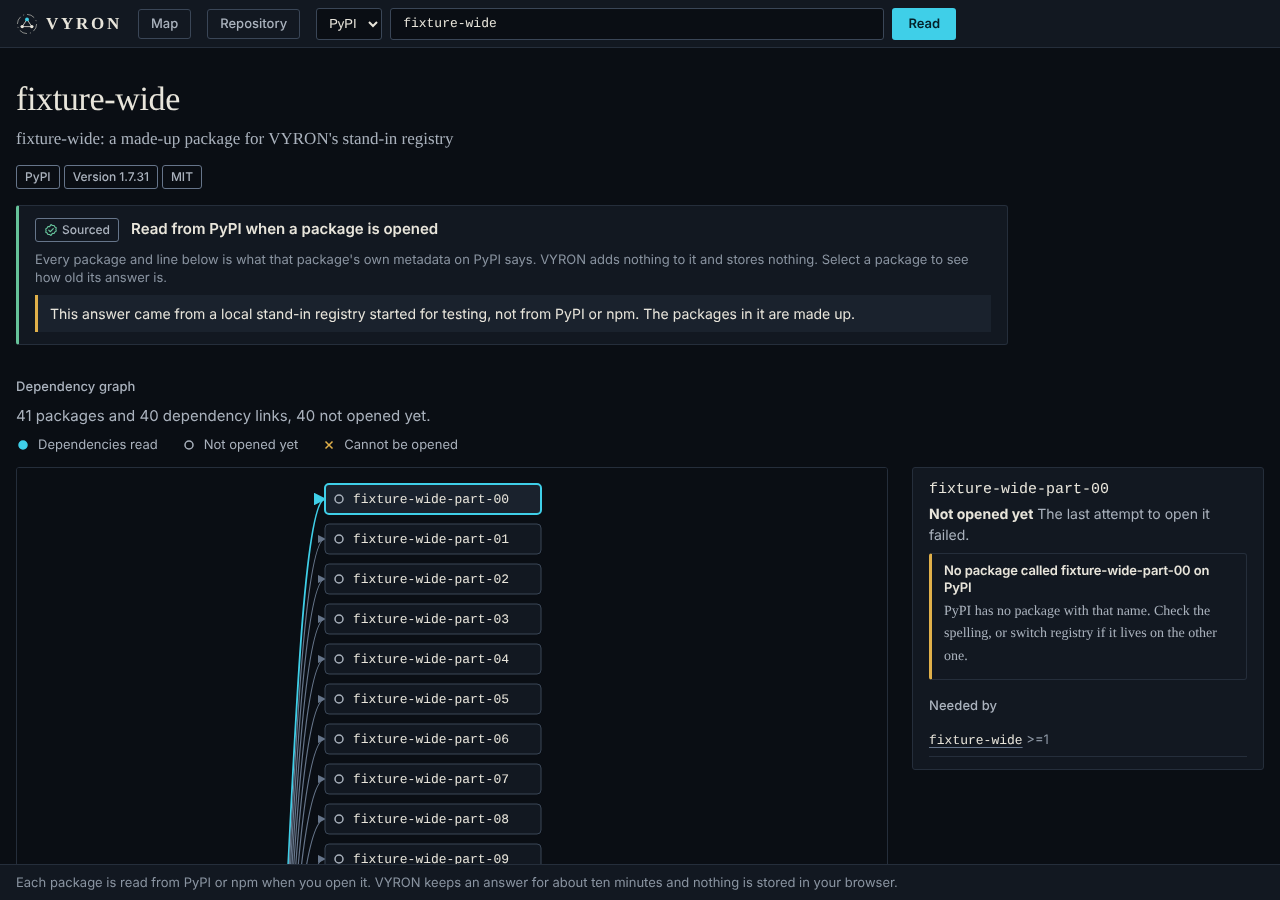 VYRON
Map
Repository
PyPI
fixture-wide
Read
fixture-wide
fixture-wide: a made-up package for VYRON's stand-in registry
PyPI
Version 1.7.31
MIT
Sourced
Read from PyPI when a package is opened
Every package and line below is what that package's own metadata on PyPI says. VYRON adds nothing to it and stores nothing. Select a package to see
how old its answer is.
This answer came from a local stand-in registry started for testing, not from PyPI or npm. The packages in it are made up.
Dependency graph
41 packages and 40 dependency links, 40 not opened yet.
Dependencies read
Not opened yet
Cannot be opened
fixture-wide-part-00
fixture-wide-part-01
fixture-wide-part-02
fixture-wide-part-03
fixture-wide-part-04
fixture-wide-part-05
fixture-wide-part-06
fixture-wide-part-07
fixture-wide-part-08
fixture-wide-part-09
fixture-wide-part-00
Not opened yet The last attempt to open it
failed.
No package called fixture-wide-part-00 on
PyPI
PyPI has no package with that name. Check the
spelling, or switch registry if it lives on the other
one.
Needed by
fixture-wide >=1
Each package is read from PyPI or npm when you open it. VYRON keeps an answer for about ten minutes and nothing is stored in your browser.